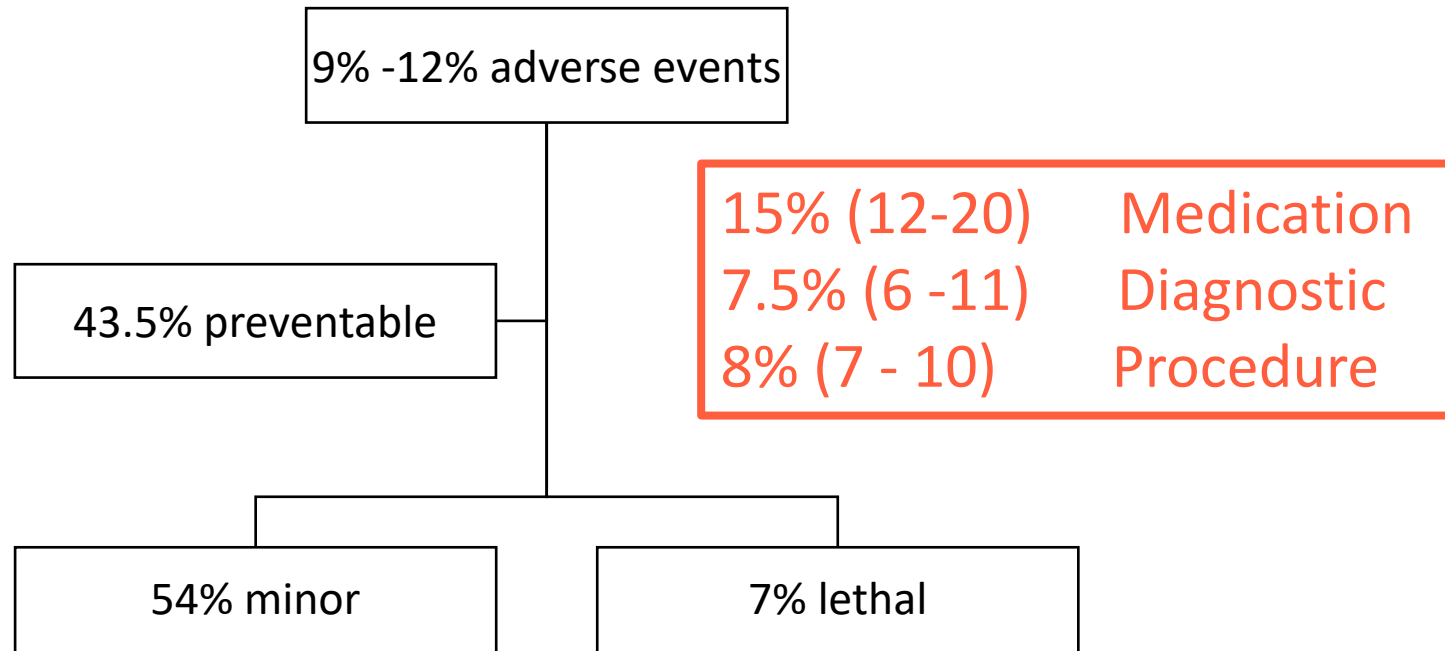 9% -12% adverse events
15% (12-20) Medication
7.5% (6 -11) Diagnostic
8% (7 - 10) Procedure
43.5% preventable
54% minor
7% lethal